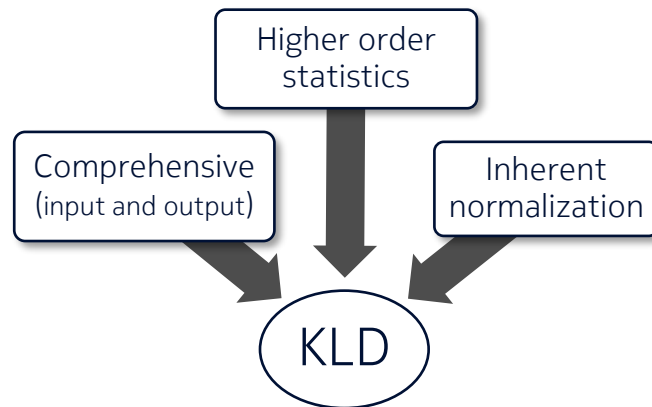 Higher order
statistics
Comprehensive
(input and output)
Inherent
normalization
KLD